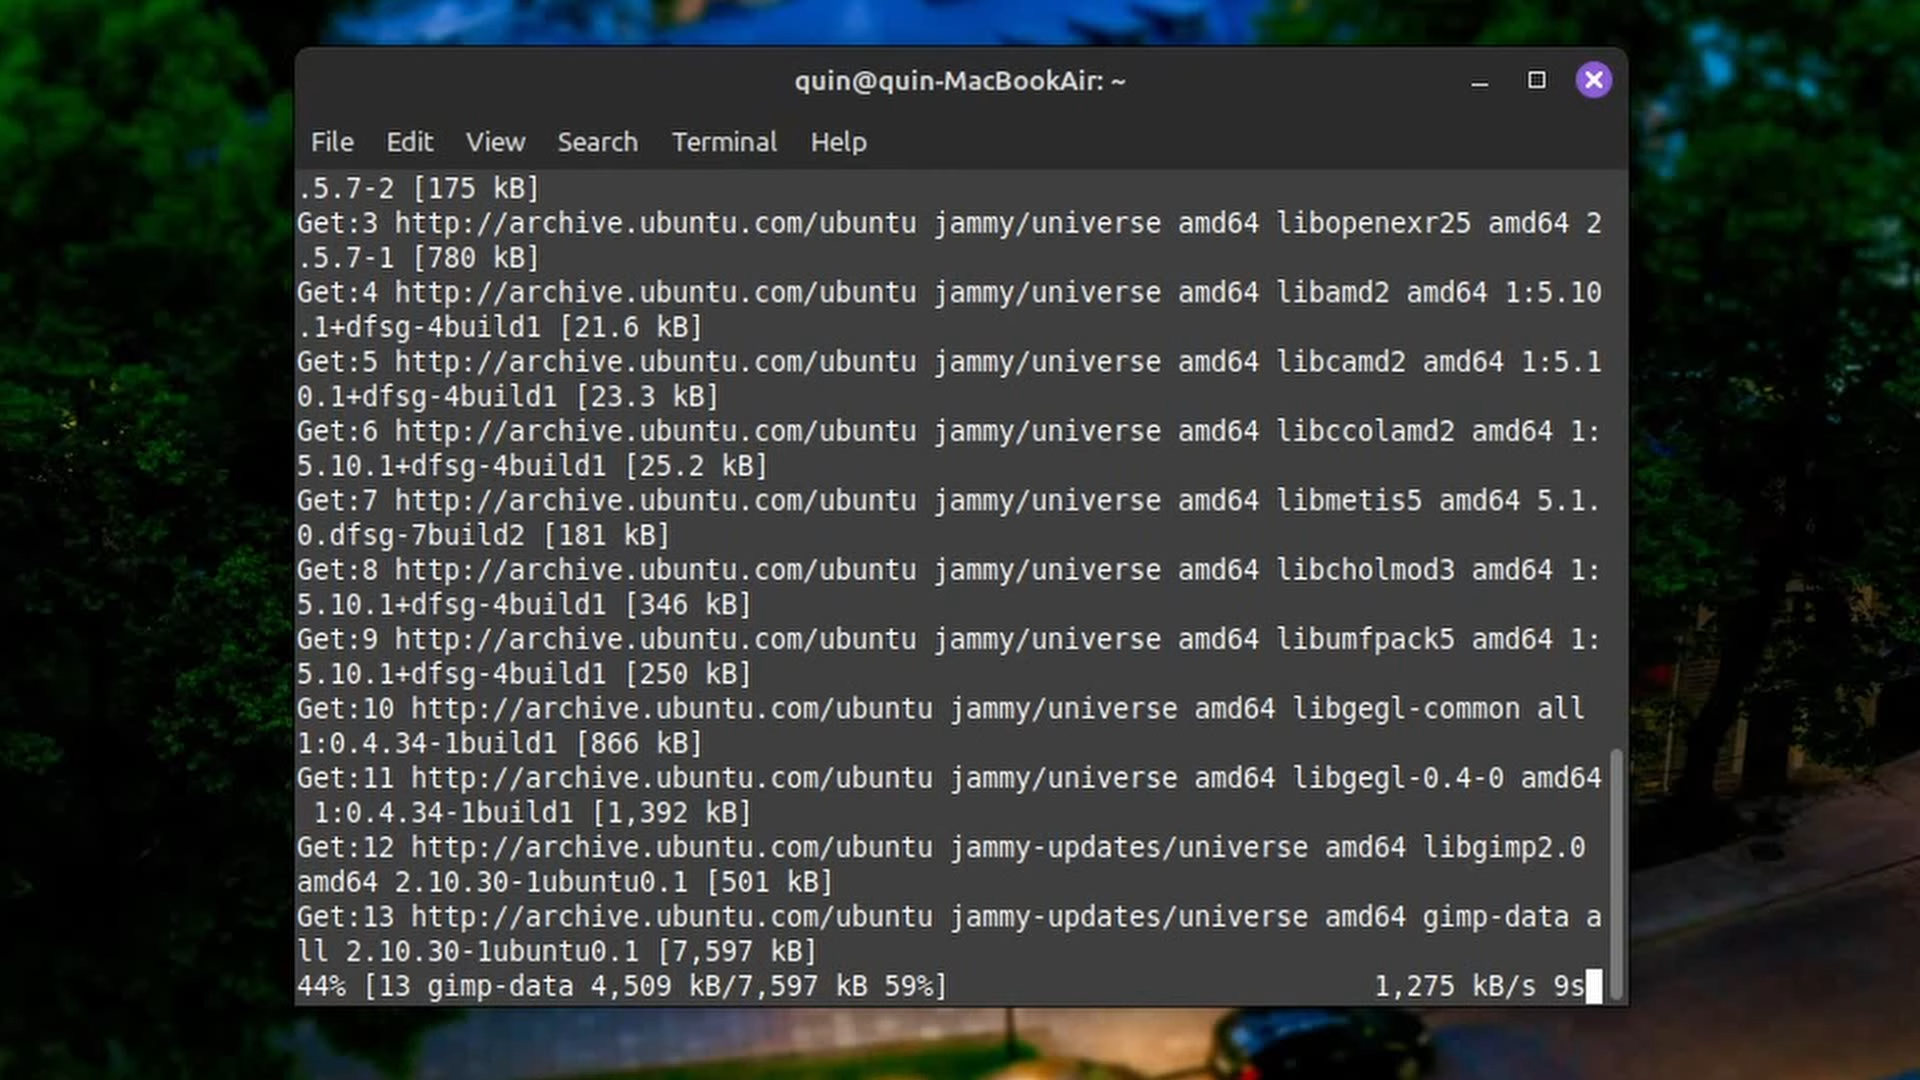 quin@quin-MacBookAir: ~
File Edit View Search Terminal Help
.5.7-2 [175 kB]
Get:3 http://archive.ubuntu.com/ubuntu jammy/universe amd64 libopenexr25 amd64 2
.5.7-1 [780 kB]
Get:4 http://archive.ubuntu.com/ubuntu jammy/universe amd64 libamd2 amd64 1:5.10
.1+dfsg-4build1 [21.6 kB]
Get:5 http://archive.ubuntu.com/ubuntu jammy/universe amd64 libcamd2 amd64 1:5.1
0.1+dfsg-4build1 [23.3 kB]
Get:6 http://archive.ubuntu.com/ubuntu jammy/universe amd64 libccolamd2 amd64 1:
5.10.1+dfsg-4build1 [25.2 kB]
Get:7 http://archive.ubuntu.com/ubuntu jammy/universe amd64 libmetis5 amd64 5.1.
0.dfsg-7build2 [181 kB]
Get:8 http://archive.ubuntu.com/ubuntu jammy/universe amd64 libcholmod3 amd64 1:
5.10.1+dfsg-4build1 [346 kB]
Get:9 http://archive.ubuntu.com/ubuntu jammy/universe amd64 libumfpack5 amd64 1:
5.10.1+dfsg-4build1 [250 kB]
Get:10 http://archive.ubuntu.com/ubuntu jammy/universe amd64 libgegl-common all
1:0.4.34-1build1 [866 kB]
Get:11 http://archive.ubuntu.com/ubuntu jammy/universe amd64 libgegl-0.4-0 amd64
 1:0.4.34-1build1 [1,392 kB]
Get:12 http://archive.ubuntu.com/ubuntu jammy-updates/universe amd64 libgimp2.0
amd64 2.10.30-1ubuntu0.1 [501 kB]
Get:13 http://archive.ubuntu.com/ubuntu jammy-updates/universe amd64 gimp-data a
ll 2.10.30-1ubuntu0.1 [7,597 kB]
44% [13 gimp-data 4,509 kB/7,597 kB 59%] 1,275 kB/s 9s